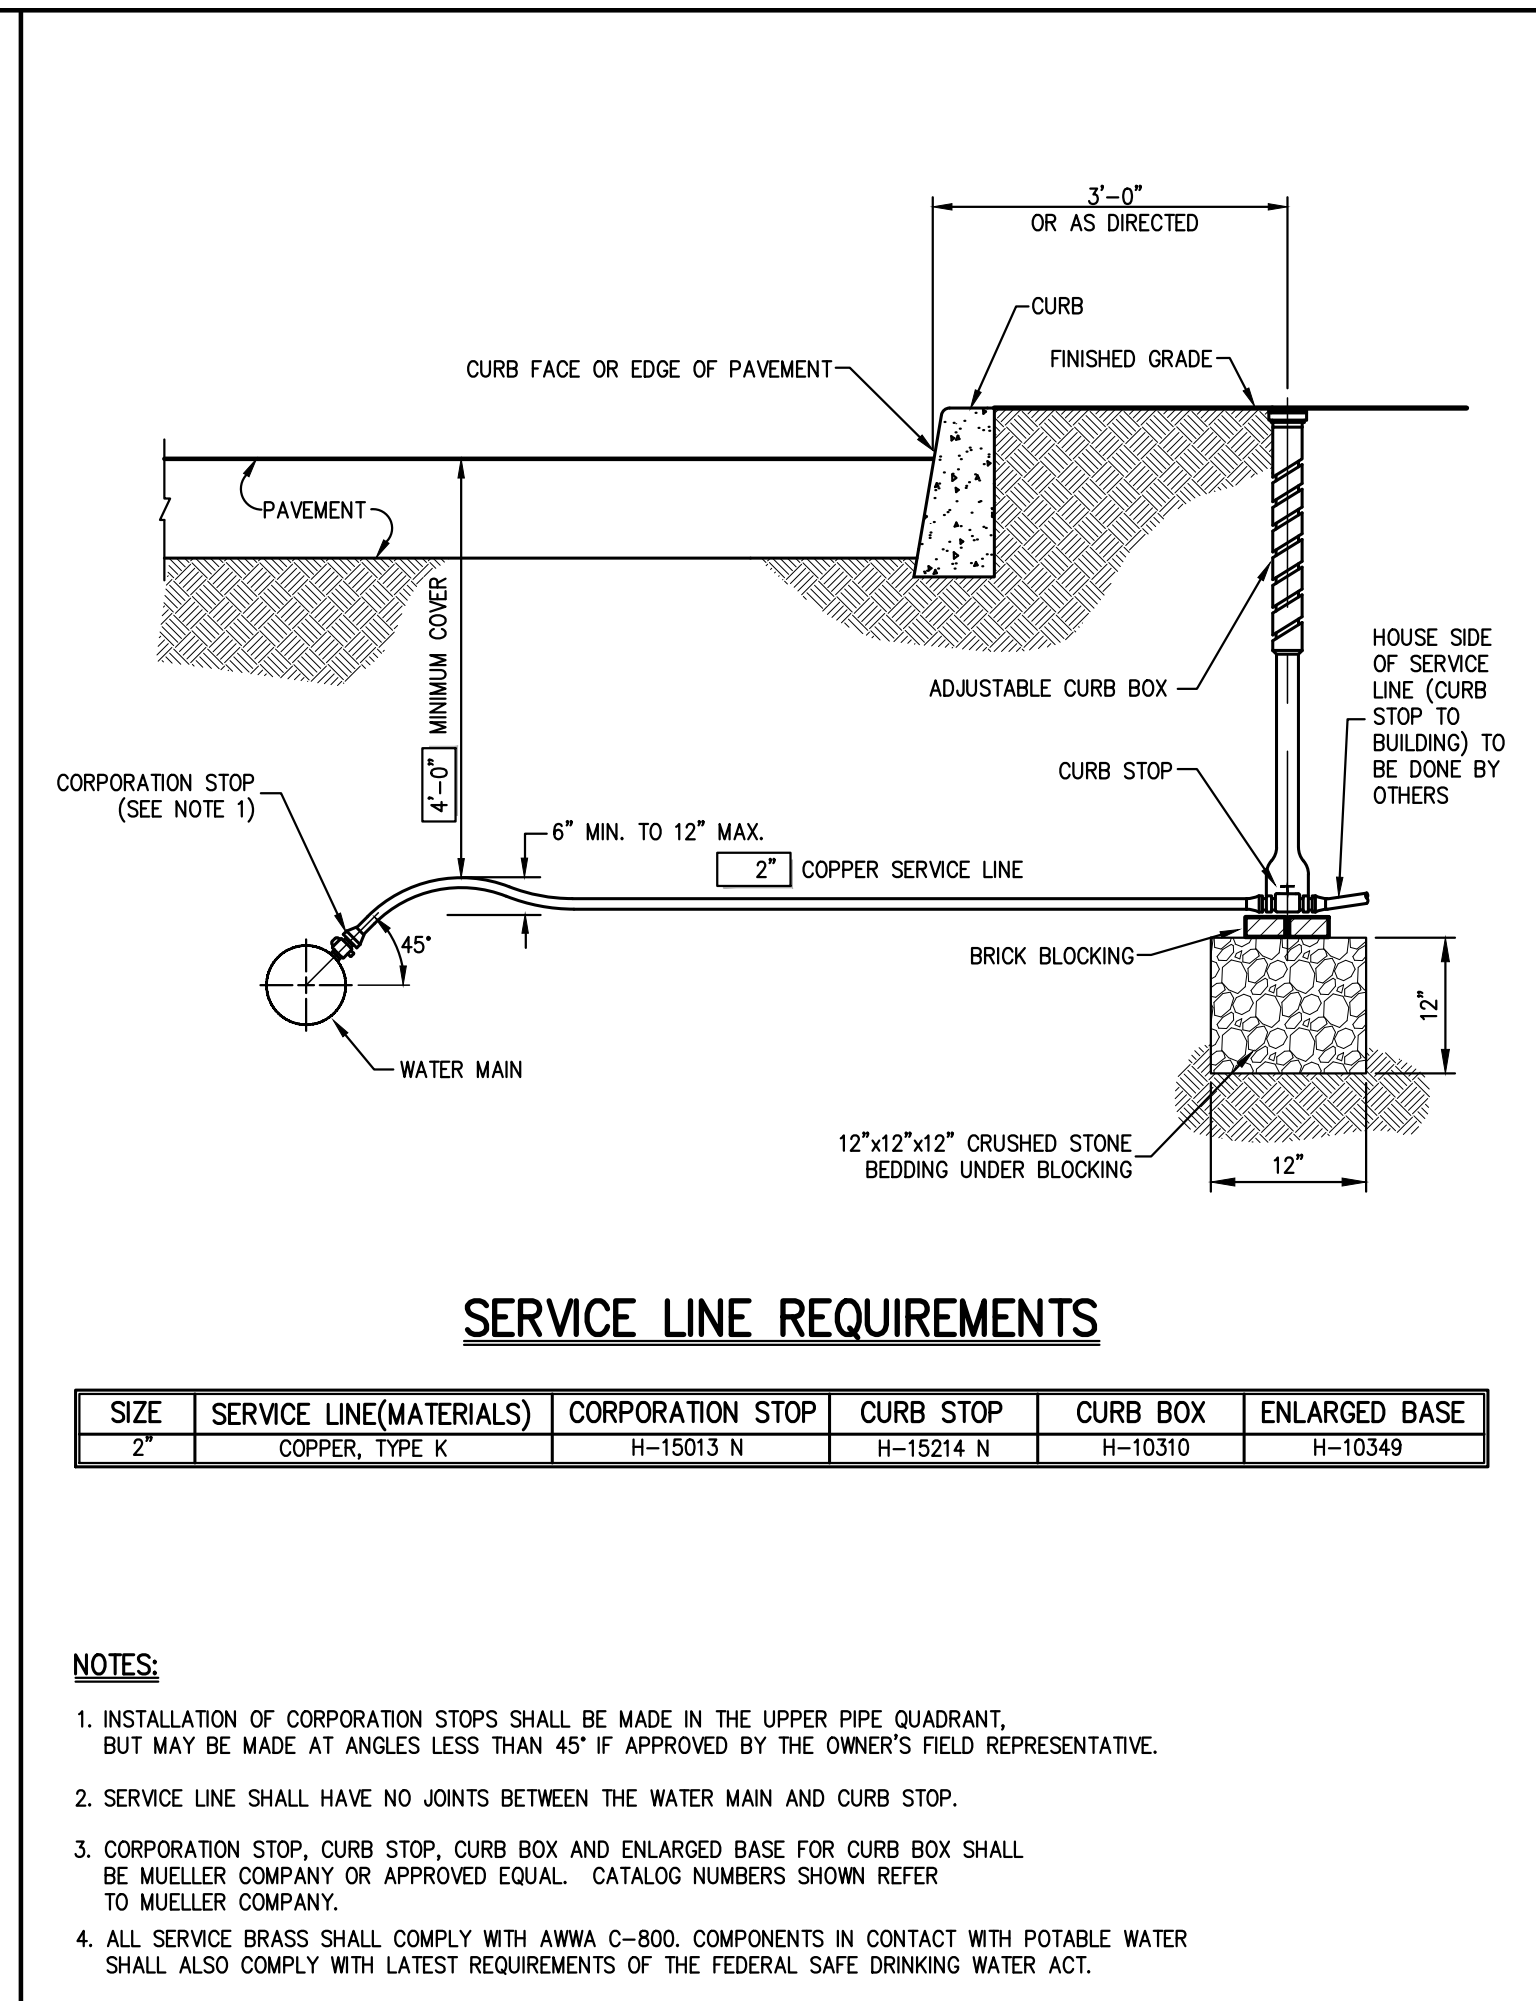 3'-0"
OR AS DIRECTED
CURB
CURB FACE OR EDGE OF PAVEMENT
FINISHED GRADE
PAVEMENT
4'-0" MINIMUM COVER
HOUSE SIDE
OF SERVICE
LINE (CURB
STOP TO
BUILDING) TO
BE DONE BY
OTHERS
ADJUSTABLE CURB BOX
CURB STOP
CORPORATION STOP
(SEE NOTE 1)
6" MIN. TO 12" MAX.
2" COPPER SERVICE LINE
45°
BRICK BLOCKING
12"
WATER MAIN
12"x12"x12" CRUSHED STONE
BEDDING UNDER BLOCKING
12"
SERVICE LINE REQUIREMENTS
SIZE SERVICE LINE(MATERIALS) CORPORATION STOP CURB STOP CURB BOX ENLARGED BASE
2" COPPER, TYPE K H-15013 N H-15214 N H-10310 H-10349
NOTES:
1. INSTALLATION OF CORPORATION STOPS SHALL BE MADE IN THE UPPER PIPE QUADRANT,
BUT MAY BE MADE AT ANGLES LESS THAN 45° IF APPROVED BY THE OWNER'S FIELD REPRESENTATIVE.
2. SERVICE LINE SHALL HAVE NO JOINTS BETWEEN THE WATER MAIN AND CURB STOP.
3. CORPORATION STOP, CURB STOP, CURB BOX AND ENLARGED BASE FOR CURB BOX SHALL
BE MUELLER COMPANY OR APPROVED EQUAL. CATALOG NUMBERS SHOWN REFER
TO MUELLER COMPANY.
4. ALL SERVICE BRASS SHALL COMPLY WITH AWWA C-800. COMPONENTS IN CONTACT WITH POTABLE WATER
SHALL ALSO COMPLY WITH LATEST REQUIREMENTS OF THE FEDERAL SAFE DRINKING WATER ACT.